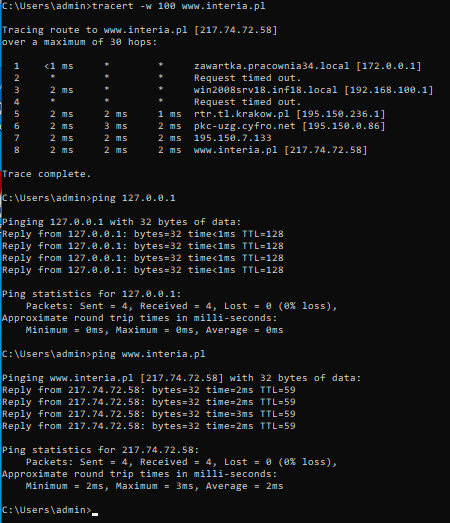 C:\Users\admin>tracert -w 100 www.interia.pl
Tracing route to www.interia.pl [217.74.72.58]
over a maximum of 30 hops:
1 <1 ms * * zawartka.pracownia34.local [172.0.0.1]
2 * * * Request timed out.
3 2 ms * * win2008srv18.inf18.local [192.168.100.1]
4 * * * Request timed out.
5 2 ms 2 ms 1 ms rtr.tl.krakow.pl [195.150.236.1]
6 2 ms 3 ms 2 ms pkc-uzg.cyfro.net [195.150.0.86]
7 2 ms 2 ms 2 ms 195.150.7.133
8 2 ms 2 ms 2 ms www.interia.pl [217.74.72.58]
Trace complete.
C:\Users\admin>ping 127.0.0.1
Pinging 127.0.0.1 with 32 bytes of data:
Reply from 127.0.0.1: bytes=32 time<1ms TTL=128
Reply from 127.0.0.1: bytes=32 time<1ms TTL=128
Reply from 127.0.0.1: bytes=32 time<1ms TTL=128
Reply from 127.0.0.1: bytes=32 time<1ms TTL=128
Ping statistics for 127.0.0.1:
Packets: Sent = 4, Received = 4, Lost = 0 (0% loss),
Approximate round trip times in milli-seconds:
Minimum = 0ms, Maximum = 0ms, Average = 0ms
C:\Users\admin>ping www.interia.pl
Pinging www.interia.pl [217.74.72.58] with 32 bytes of data:
Reply from 217.74.72.58: bytes=32 time=2ms TTL=59
Reply from 217.74.72.58: bytes=32 time=2ms TTL=59
Reply from 217.74.72.58: bytes=32 time=3ms TTL=59
Reply from 217.74.72.58: bytes=32 time=2ms TTL=59
Ping statistics for 217.74.72.58:
Packets: Sent = 4, Received = 4, Lost = 0 (0% loss),
Approximate round trip times in milli-seconds:
Minimum = 2ms, Maximum = 3ms, Average = 2ms
C:\Users\admin>